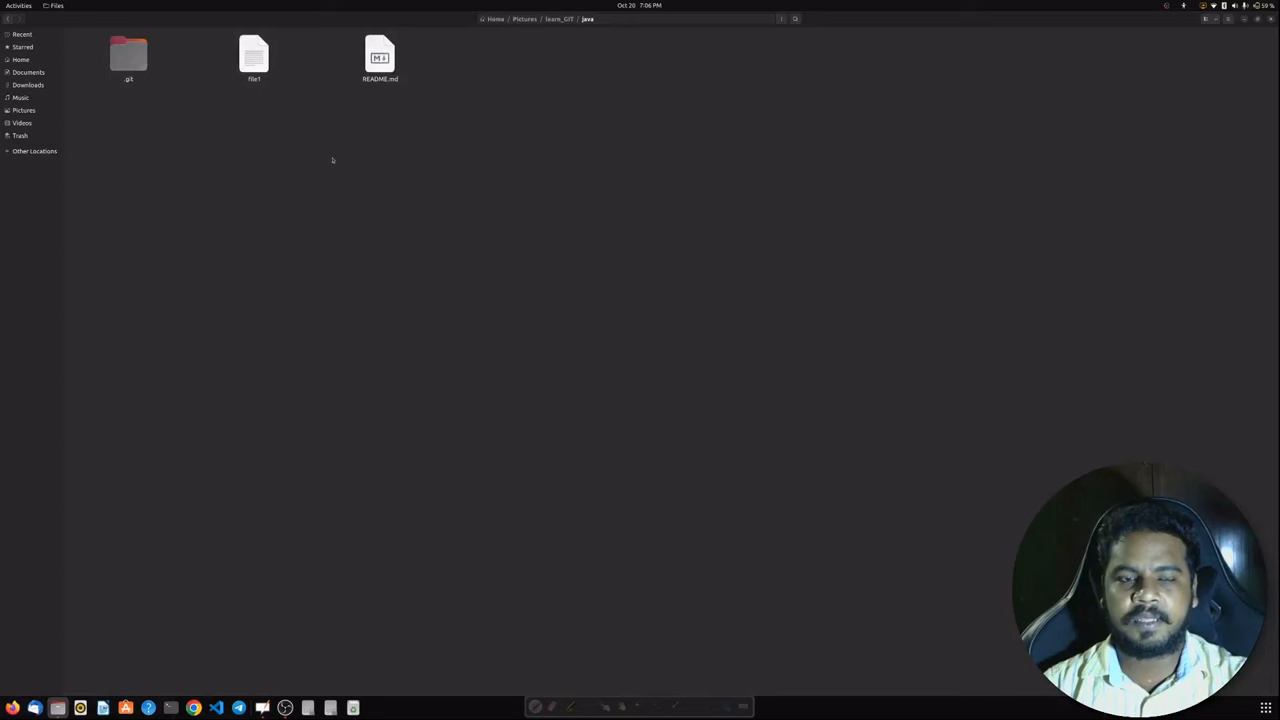 Activities Files Oct 20 7:06 PM 59 %
Home / Pictures / learn_GIT / java
Recent
Starred
Home
Documents
Downloads
Music
Pictures
Videos
Trash
Other Locations
.git file1 README.md